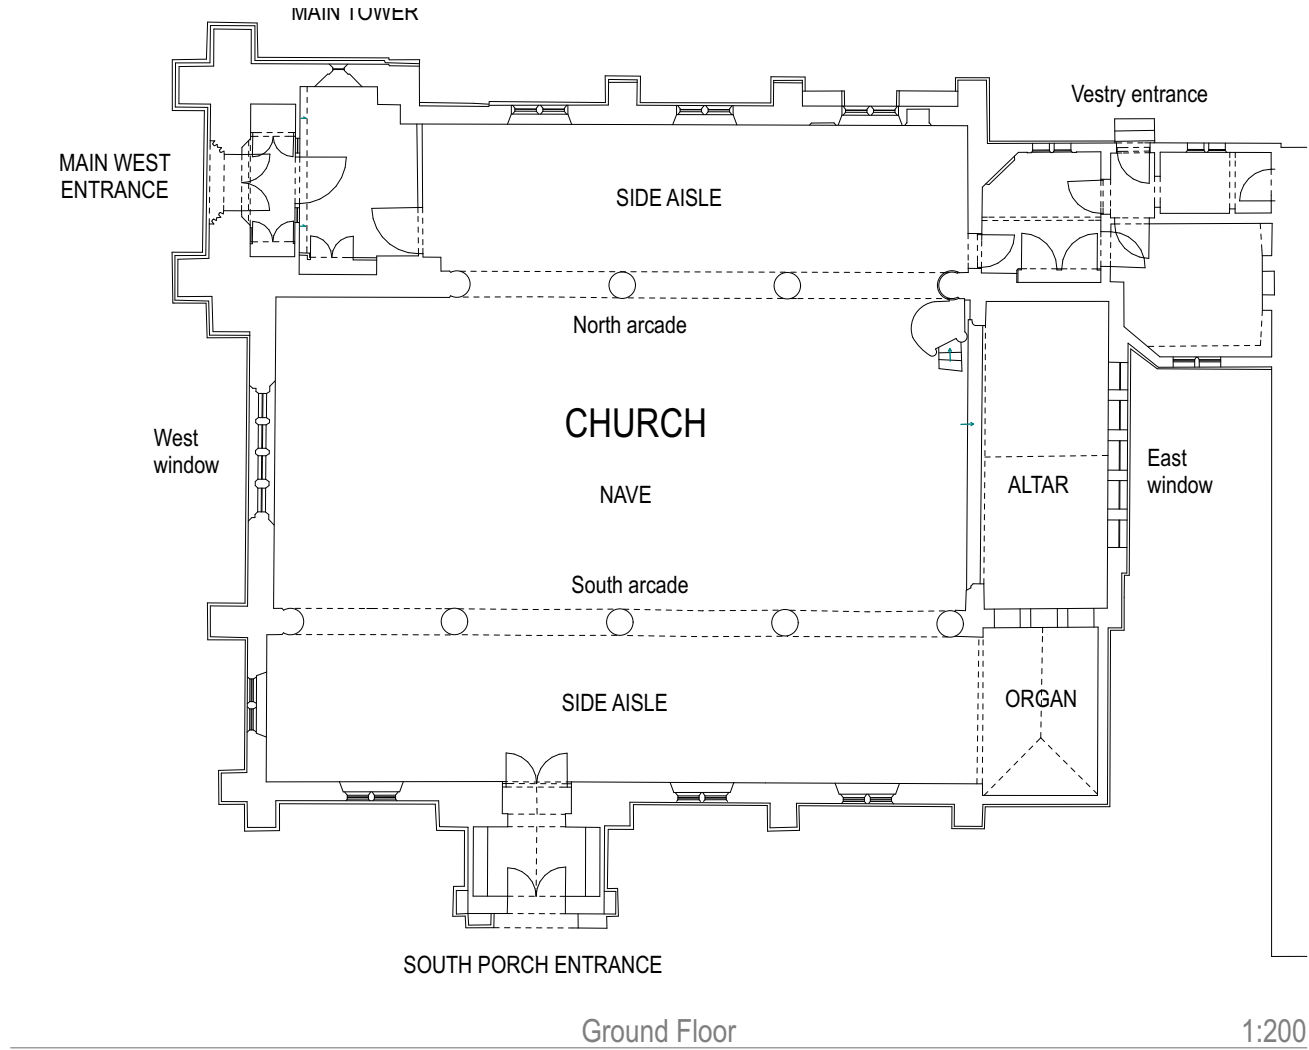 MAIN TOWER
Vestry entrance
MAIN WEST
ENTRANCE
SIDE AISLE
North arcade
CHURCH
West
window
NAVE
ALTAR
East
window
South arcade
SIDE AISLE
ORGAN
SOUTH PORCH ENTRANCE
Ground Floor
1:200